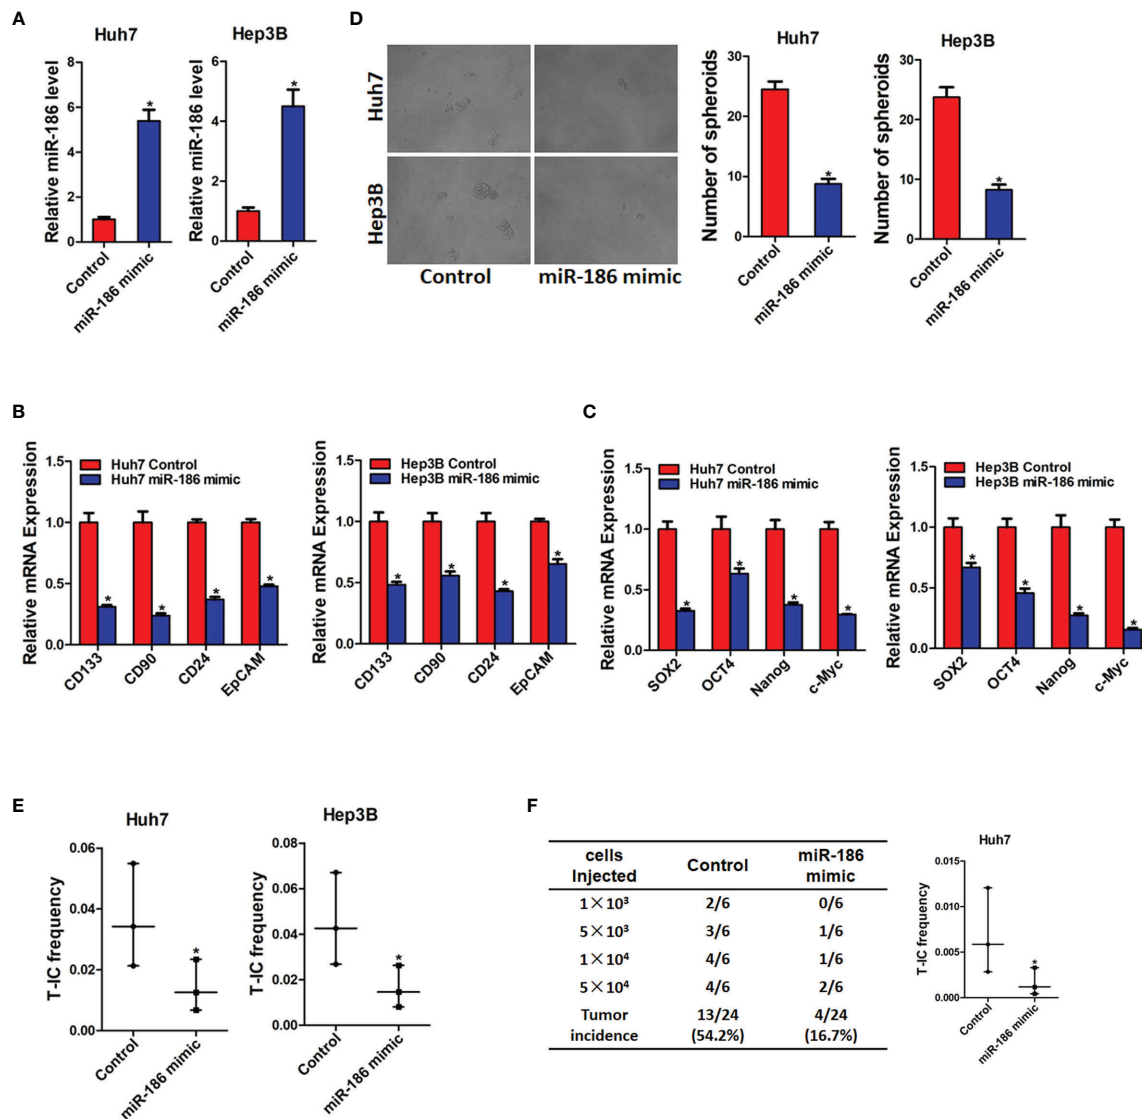 A
Huh7
Relative miR-186 level
8
6
4
2
0
Control
miR-186 mimic
Hep3B
Relative miR-186 level
6
4
2
0
Control
miR-186 mimic
D
Huh7
Hep3B
Control
miR-186 mimic
Huh7
Number of spheroids
30
20
10
0
Control
*
miR-186 mimic
Hep3B
Number of spheroids
30
20
10
0
Control
*
miR-186 mimic
B
Relative mRNA Expression
Huh7 Control
Huh7 miR-186 mimic
1.5
1.0
0.5
0.0
* * * *
CD133
CD90
CD24
EpCAM
Relative mRNA Expression
Hep3B Control
Hep3B miR-186 mimic
1.5
1.0
0.5
0.0
* * * *
CD133
CD90
CD24
EpCAM
C
Relative mRNA Expression
Huh7 Control
Huh7 miR-186 mimic
1.5
1.0
0.5
0.0
* * * *
SOX2
OCT4
Nanog
c-Myc
Relative mRNA Expression
Hep3B Control
Hep3B miR-186 mimic
1.5
1.0
0.5
0.0
* * * *
SOX2
OCT4
Nanog
c-Myc
E
Huh7
T-IC frequency
0.06
0.04
0.02
0.00
*
Control
miR-186 mimic
Hep3B
T-IC frequency
0.08
0.06
0.04
0.02
0.00
*
Control
miR-186 mimic
F
cells Control miR-186
Injected mimic
1×10³ 2/6 0/6
5×10³ 3/6 1/6
1×10⁴ 4/6 1/6
5×10⁴ 4/6 2/6
Tumor 13/24 4/24
incidence (54.2%) (16.7%)
Huh7
T-IC frequency
0.015
0.010
0.005
0.000
*
Control
miR-186 mimic